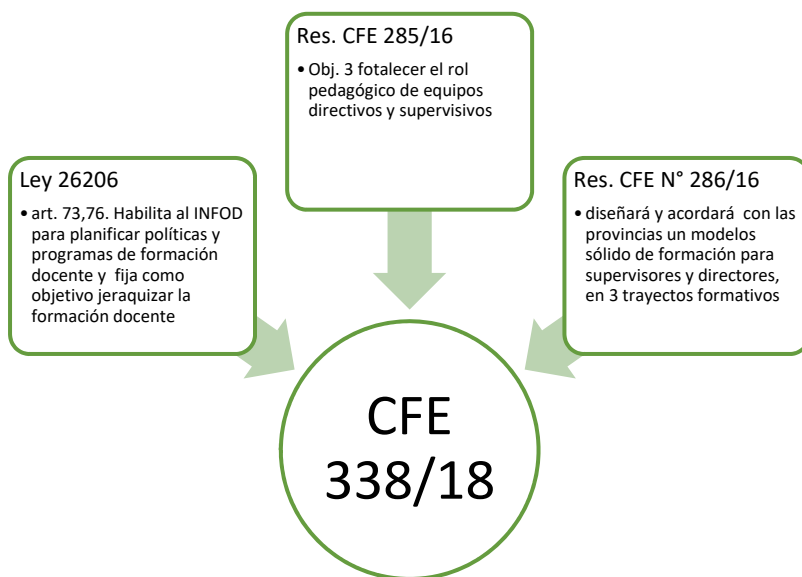 Res. CFE 285/16
• Obj. 3 fotalecer el rol
pedagógico de equipos
directivos y supervisivos
Ley 26206
• art. 73,76. Habilita al INFOD
para planificar políticas y
programas de formación
docente y fija como
objetivo jeraquizar la
formación docente
Res. CFE N° 286/16
• diseñará y acordará con las
provincias un modelos
sólido de formación para
supervisores y directores,
en 3 trayectos formativos
CFE
338/18